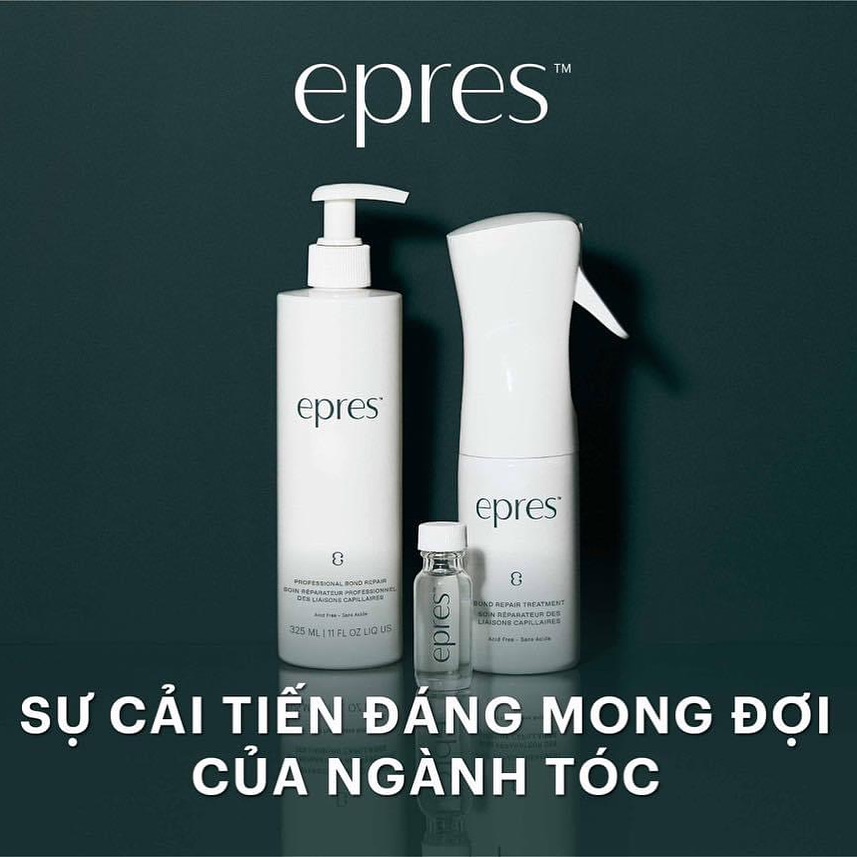 epres™
epres™
PROFESSIONAL BOND REPAIR
SOIN RÉPARATEUR PROFESSIONNEL
DES LIAISONS CAPILLAIRES
Acid Free - Sans Acide
325 ML | 11 FL OZ LIQ US
epres™
BOND REPAIR TREATMENT
SOIN RÉPARATEUR DES
LIAISONS CAPILLAIRES
Acid Free - Sans Acide
epres
SỰ CẢI TIẾN ĐÁNG MONG ĐỢI
CỦA NGÀNH TÓC